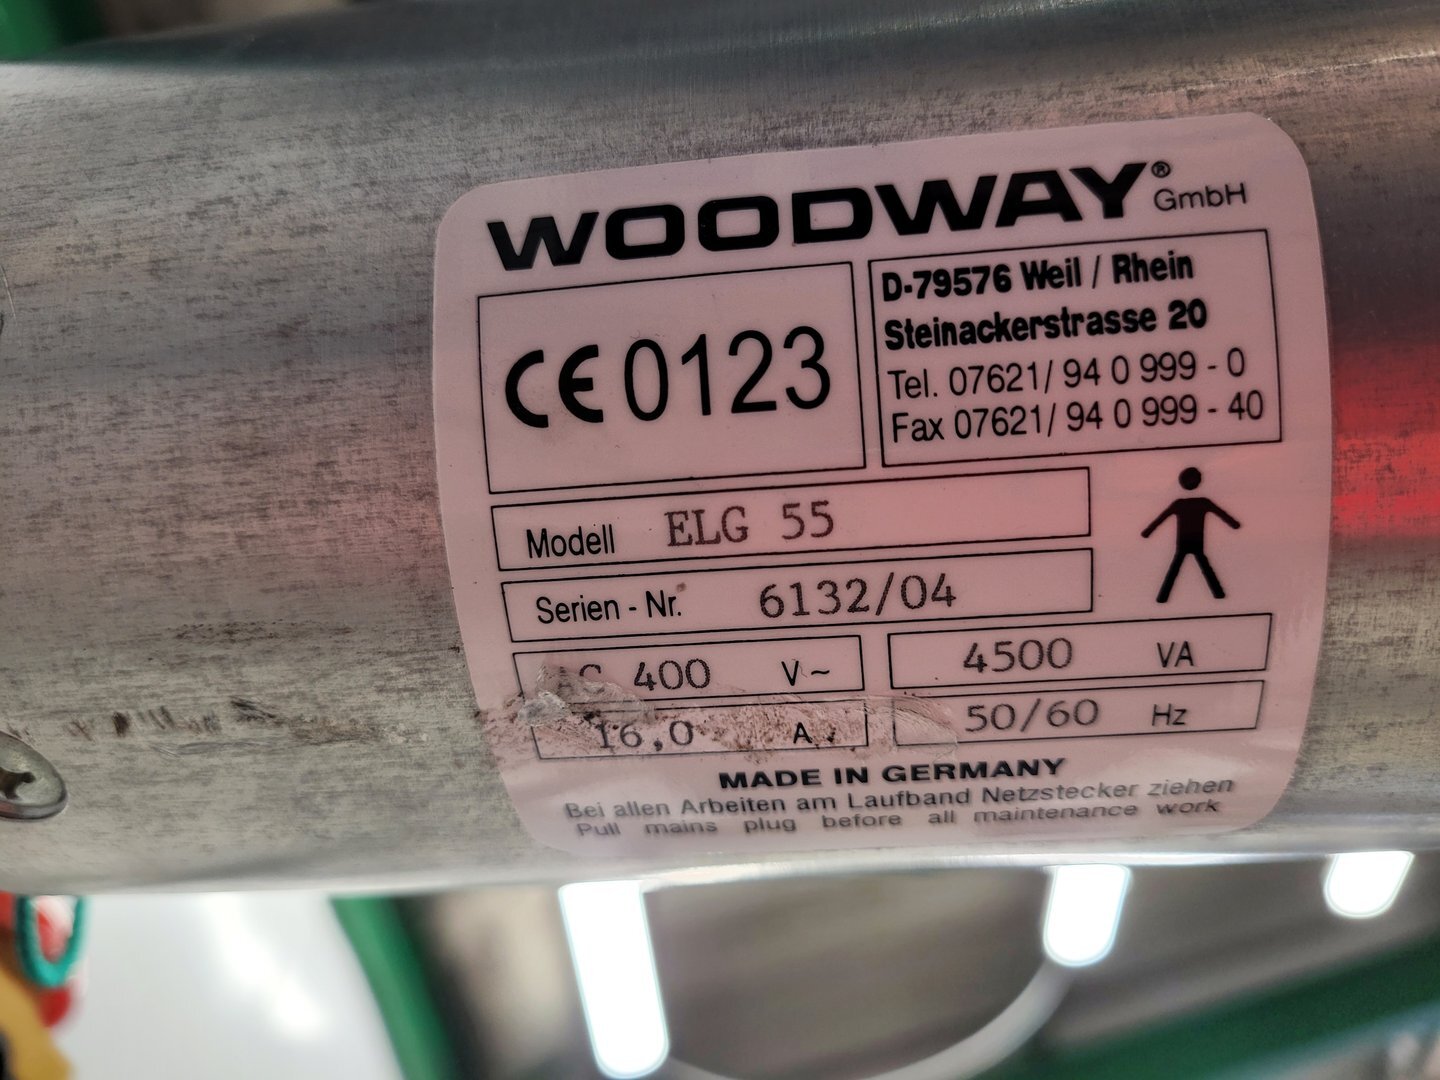 WOODWAY® GmbH
CE 0123
D-79576 Weil / Rhein
Steinackerstrasse 20
Tel. 07621/ 94 0 999 - 0
Fax 07621/ 94 0 999 - 40
Modell ELG 55
Serien - Nr. 6132/04
AC 400 V~
4500 VA
16,0 A
50/60 Hz
MADE IN GERMANY
Bei allen Arbeiten am Laufband Netzstecker ziehen
Pull mains plug before all maintenance work